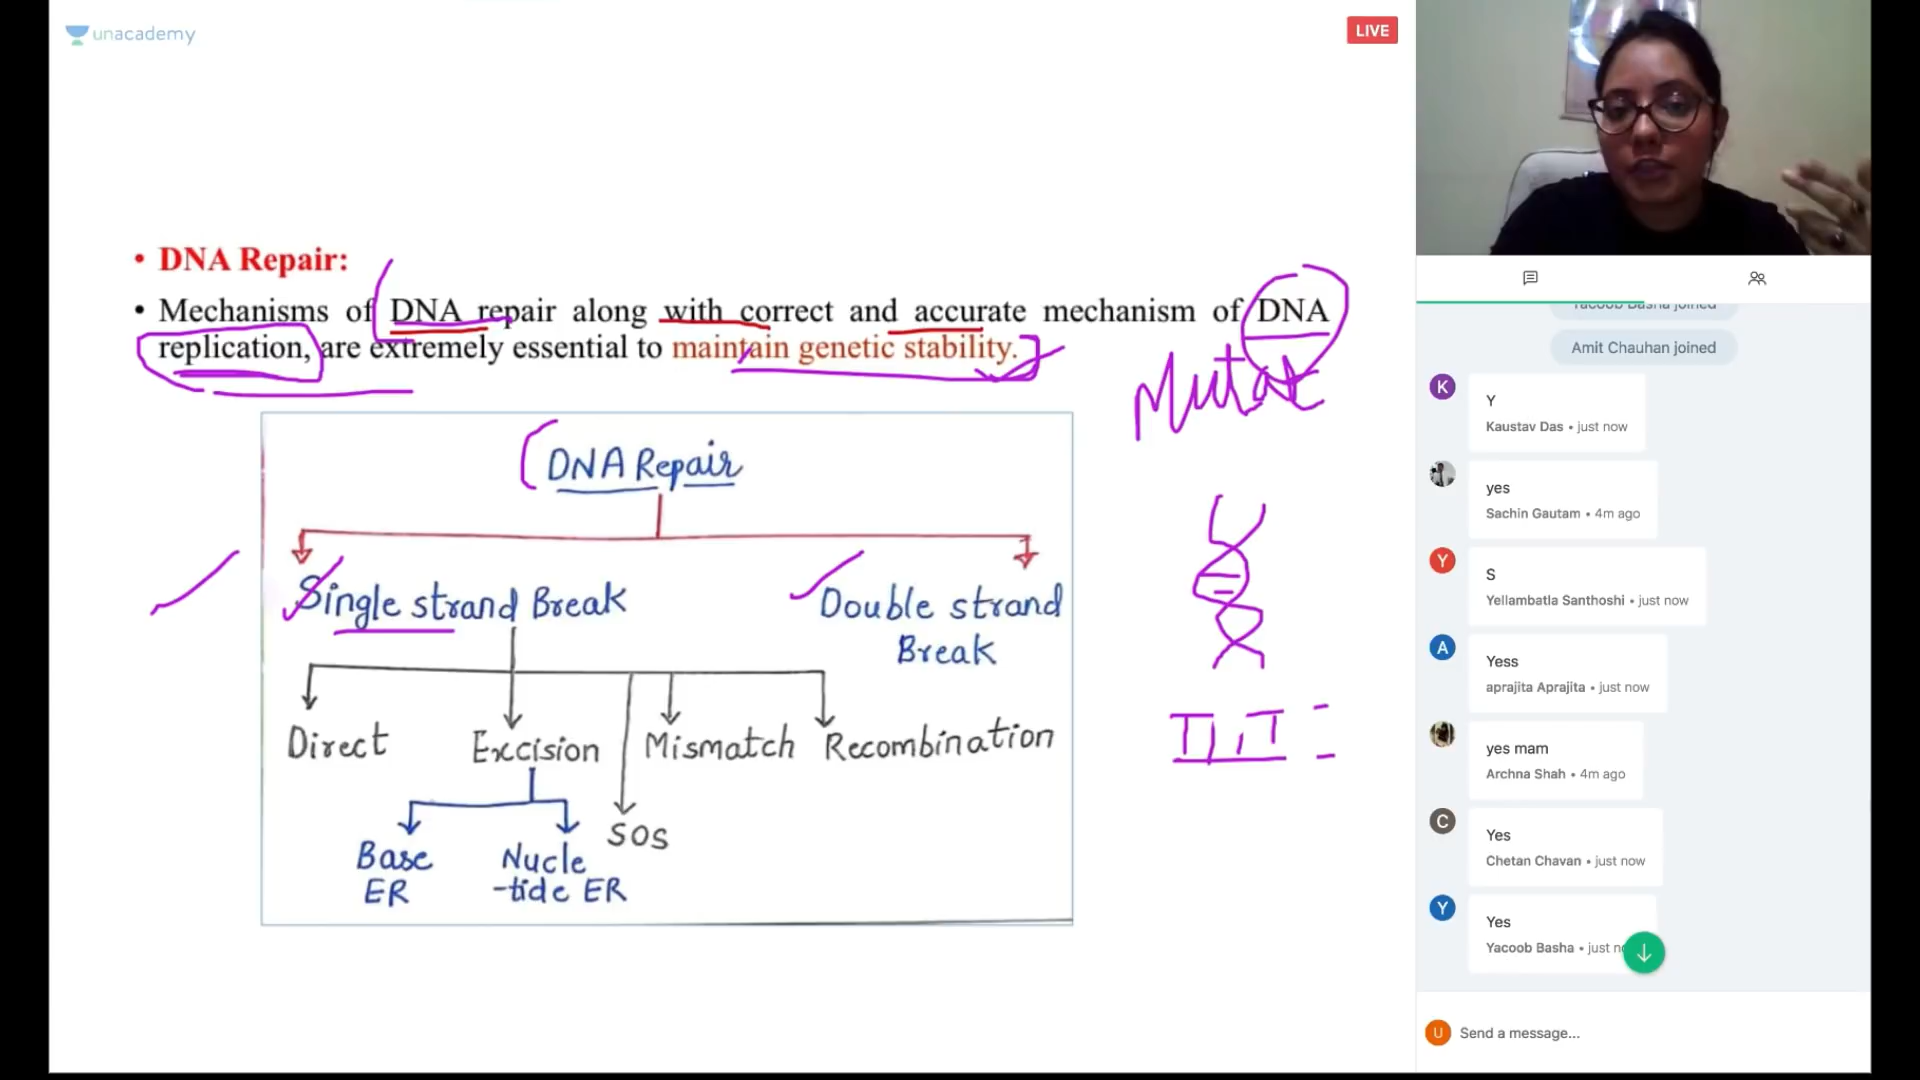 unacademy
LIVE
• DNA Repair:
• Mechanisms of DNA repair along with correct and accurate mechanism of DNA
replication, are extremely essential to maintain genetic stability.
Mutat
DNA Repair
Single strand Break
Double strand
Break
Direct
Excision
Mismatch
Recombination
SOS
Base
ER
Nucle
-tide ER
Amit Chauhan joined
K
Y
Kaustav Das • just now
yes
Sachin Gautam • 4m ago
Y
S
Yellambatla Santhoshi • just now
A
Yess
aprajita Aprajita • just now
yes mam
Archna Shah • 4m ago
C
Yes
Chetan Chavan • just now
Y
Yes
Yacoob Basha • just
U
Send a message...